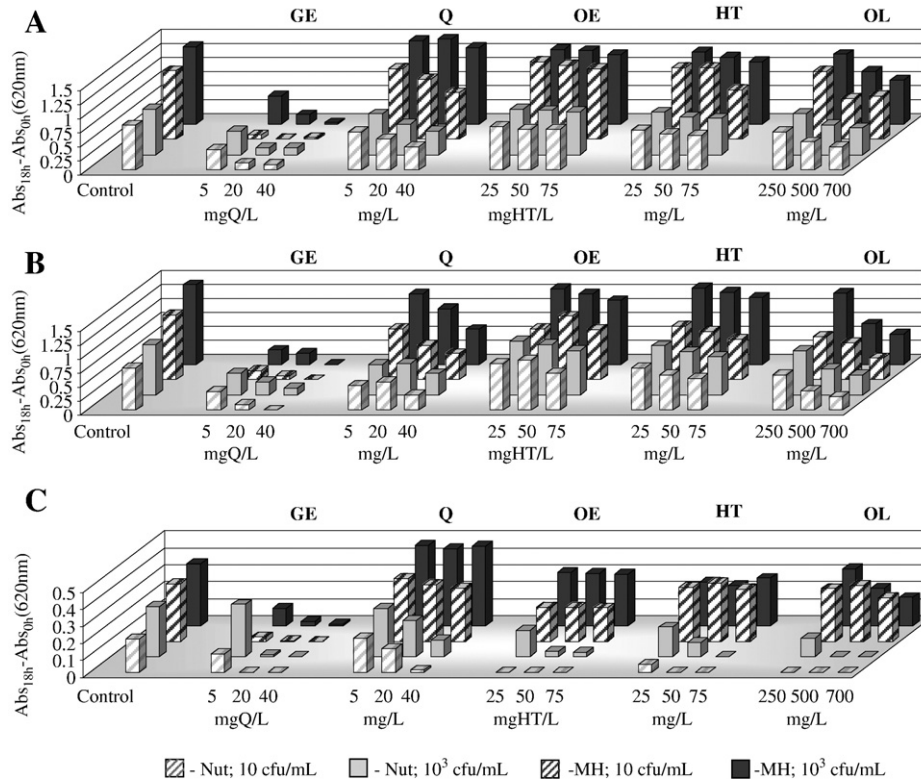 A
GE Q OE HT OL
Abs18h-Abs0h(620nm)
1.5
1.25
1
0.75
0.5
0.25
0
Control 5 20 40 5 20 40 25 50 75 25 50 75 250 500 700
mgQ/L mg/L mgHT/L mg/L mg/L
B
GE Q OE HT OL
Abs18h-Abs0h(620nm)
1.5
1.25
1
0.75
0.5
0.25
0
Control 5 20 40 5 20 40 25 50 75 25 50 75 250 500 700
mgQ/L mg/L mgHT/L mg/L mg/L
C
GE Q OE HT OL
Abs18h-Abs0h(620nm)
0.5
0.4
0.3
0.2
0.1
0
Control 5 20 40 5 20 40 25 50 75 25 50 75 250 500 700
mgQ/L mg/L mgHT/L mg/L mg/L
- Nut; 10 cfu/mL - Nut; 10³ cfu/mL -MH; 10 cfu/mL -MH; 10³ cfu/mL